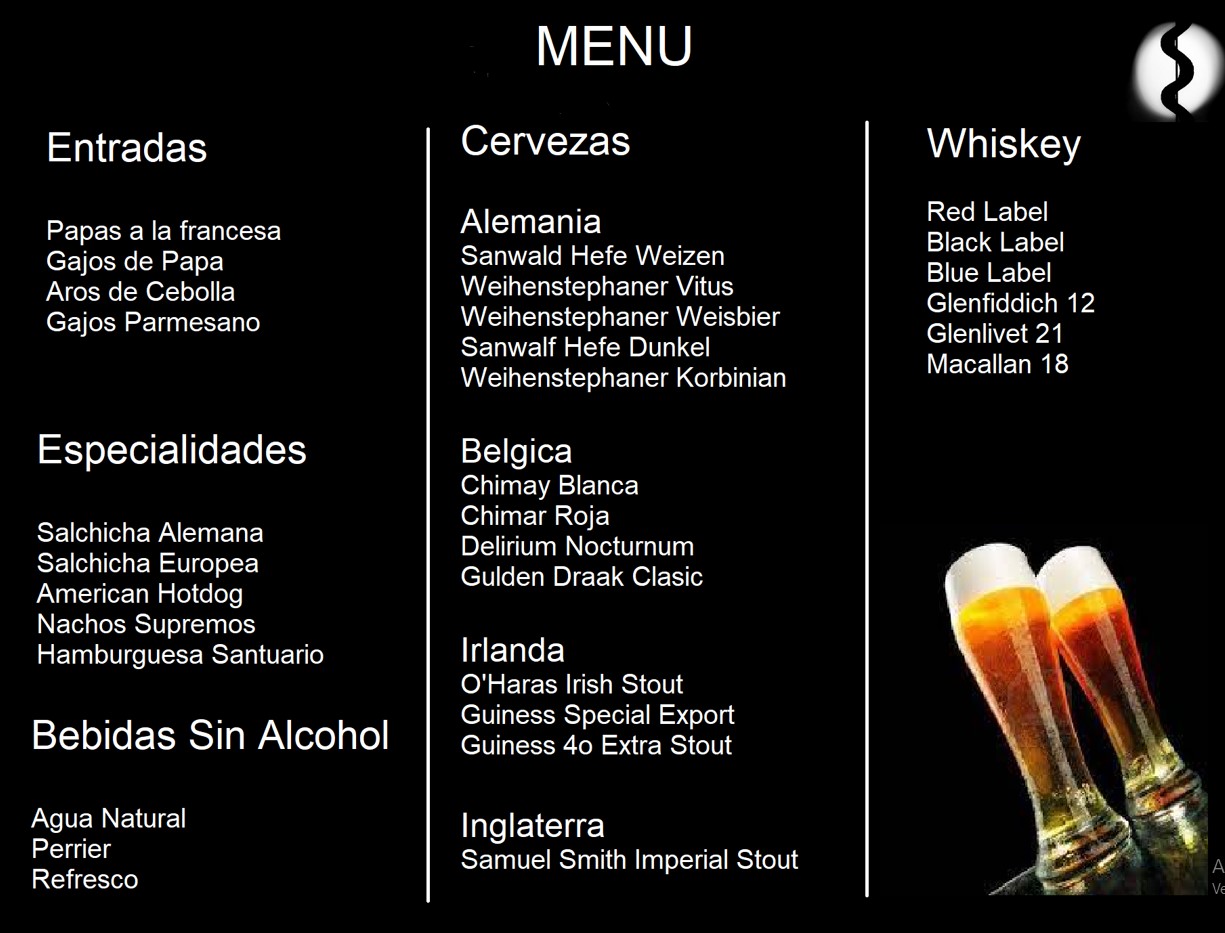 MENU
Entradas
Papas a la francesa
Gajos de Papa
Aros de Cebolla
Gajos Parmesano
Especialidades
Salchicha Alemana
Salchicha Europea
American Hotdog
Nachos Supremos
Hamburguesa Santuario
Bebidas Sin Alcohol
Agua Natural
Perrier
Refresco
Cervezas
Alemania
Sanwald Hefe Weizen
Weihenstephaner Vitus
Weihenstephaner Weisbier
Sanwalf Hefe Dunkel
Weihenstephaner Korbinian
Belgica
Chimay Blanca
Chimar Roja
Delirium Nocturnum
Gulden Draak Clasic
Irlanda
O'Haras Irish Stout
Guiness Special Export
Guiness 4o Extra Stout
Inglaterra
Samuel Smith Imperial Stout
Whiskey
Red Label
Black Label
Blue Label
Glenfiddich 12
Glenlivet 21
Macallan 18